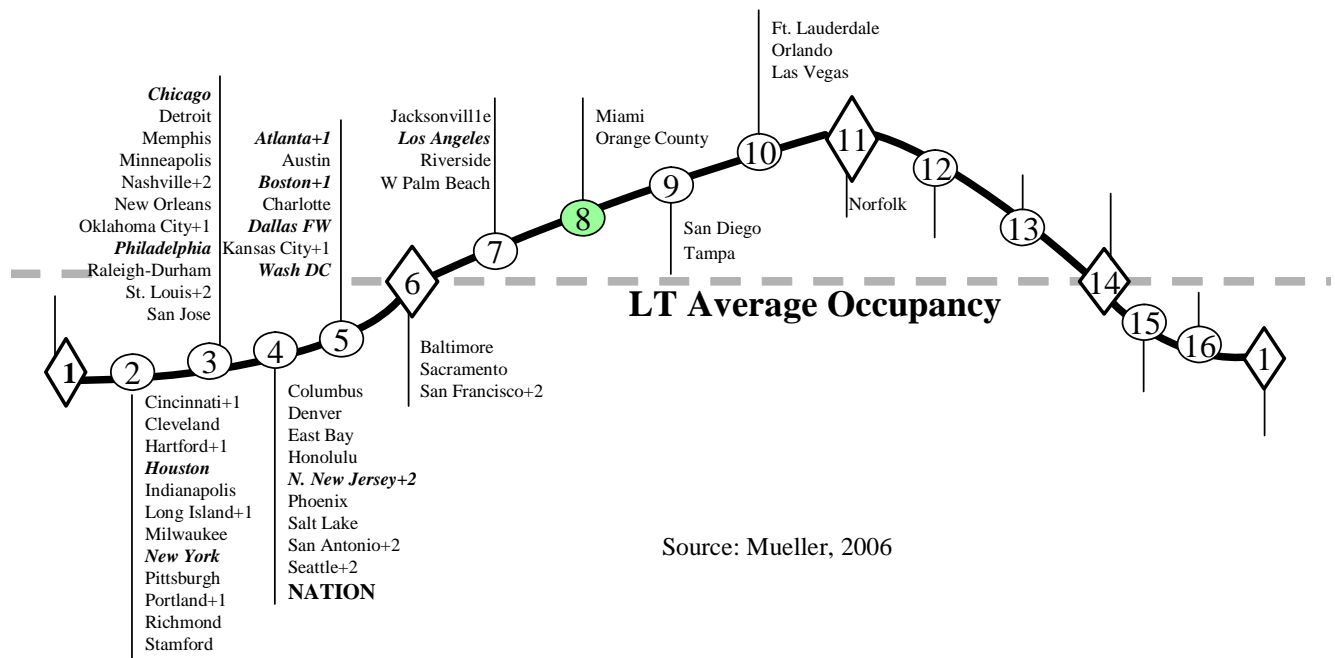 Ft. Lauderdale
Orlando
Las Vegas
Chicago
Detroit
Memphis
Minneapolis
Nashville+2
New Orleans
Oklahoma City+1
Philadelphia
Raleigh-Durham
St. Louis+2
San Jose
Atlanta+1
Austin
Boston+1
Charlotte
Dallas FW
Kansas City+1
Wash DC
Jacksonvill1e
Los Angeles
Riverside
W Palm Beach
Miami
Orange County
Norfolk
San Diego
Tampa
1
2
3
4
5
6
7
8
9
10
11
12
13
14
15
16
1
LT Average Occupancy
Baltimore
Sacramento
San Francisco+2
Cincinnati+1
Cleveland
Hartford+1
Houston
Indianapolis
Long Island+1
Milwaukee
New York
Pittsburgh
Portland+1
Richmond
Stamford
Columbus
Denver
East Bay
Honolulu
N. New Jersey+2
Phoenix
Salt Lake
San Antonio+2
Seattle+2
NATION
Source: Mueller, 2006